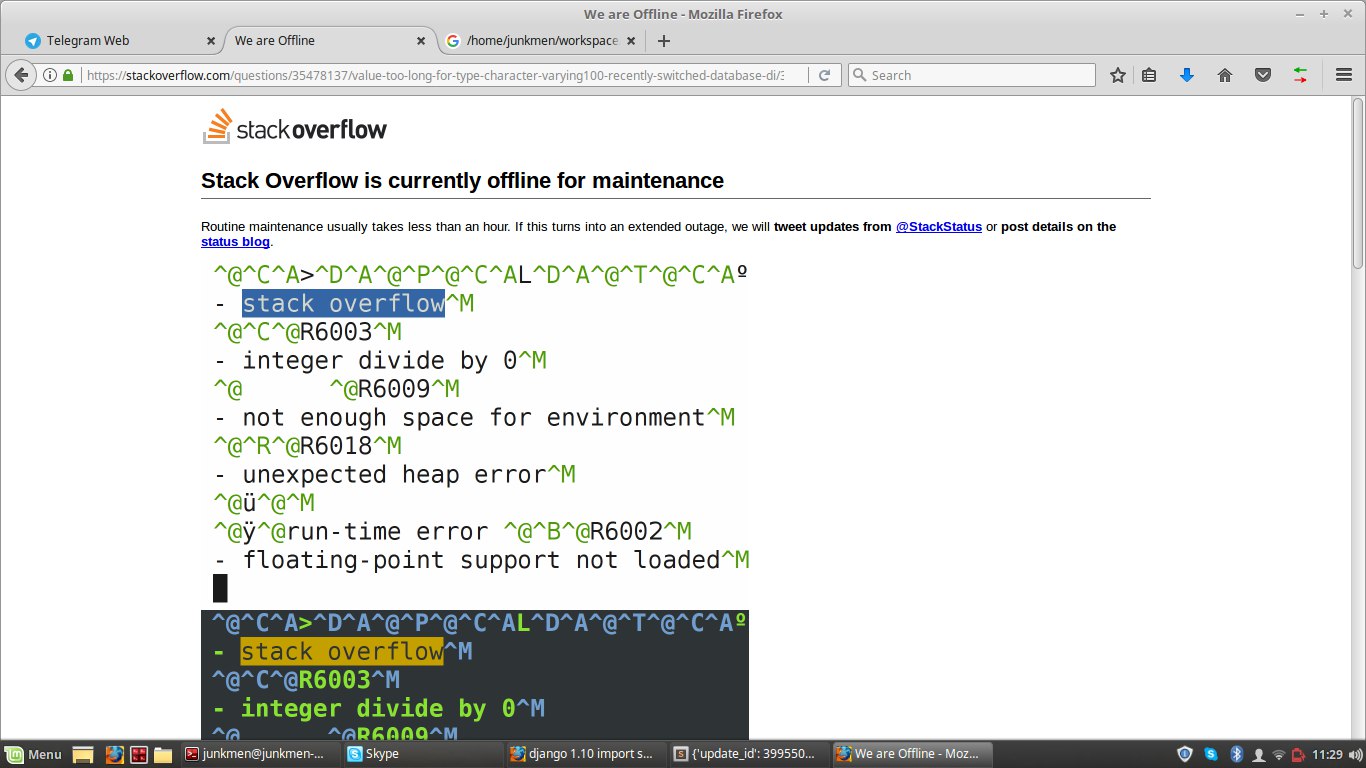 We are Offline - Mozilla Firefox
Telegram Web
We are Offline
/home/junkmen/workspace
https://stackoverflow.com/questions/35478137/value-too-long-for-type-character-varying100-recently-switched-database-di/3
Search
stackoverflow
Stack Overflow is currently offline for maintenance
Routine maintenance usually takes less than an hour. If this turns into an extended outage, we will tweet updates from @StackStatus or post details on the
status blog.
^@^C^A>^D^A^@^P^@^C^AL^D^A^@^T^@^C^Aº
- stack overflow^M
^@^C^@R6003^M
- integer divide by 0^M
^@ ^@R6009^M
- not enough space for environment^M
^@^R^@R6018^M
- unexpected heap error^M
^@ü^@^M
^@ÿ^@run-time error ^@^B^@R6002^M
- floating-point support not loaded^M
^@^C^A>^D^A^@^P^@^C^AL^D^A^@^T^@^C^Aº
- stack overflow^M
^@^C^@R6003^M
- integer divide by 0^M
^@ ^@R6009^M
Menu
junkmen@junkmen-...
Skype
django 1.10 import s...
{'update_id': 399550...
We are Offline - Moz...
11:29